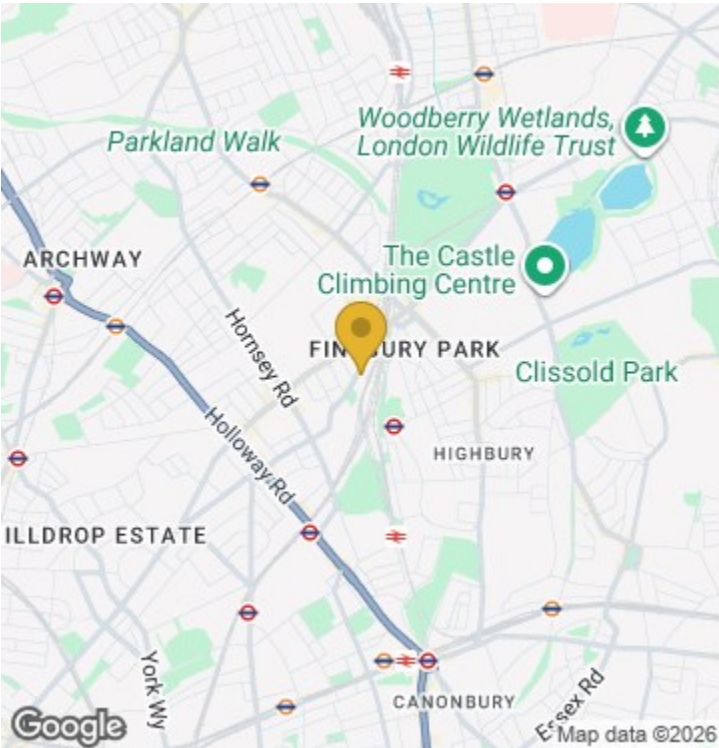 Woodberry Wetlands,
London Wildlife Trust
Parkland Walk
ARCHWAY
The Castle
Climbing Centre
Hornsey Rd
FINSBURY PARK
Clissold Park
Holloway Rd
HIGHBURY
ILLDROP ESTATE
York Wy
CANONBURY
Essex Rd
Google
Map data ©2026